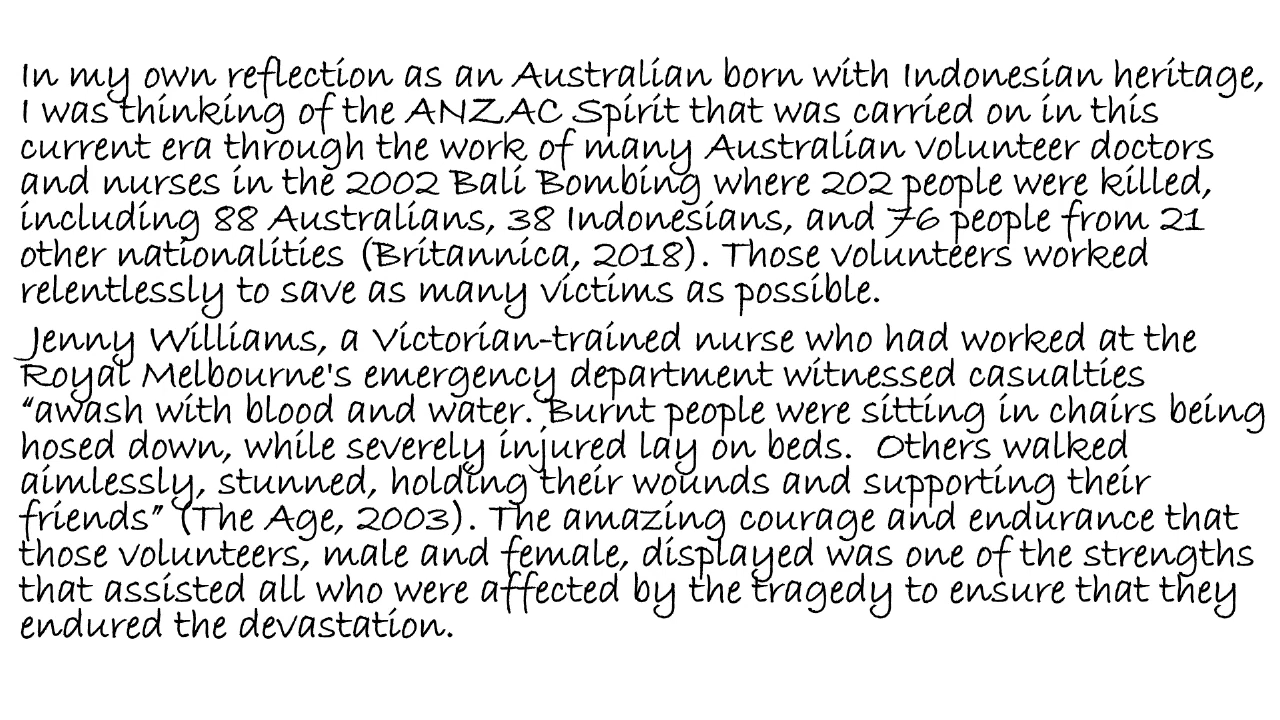 In my own reflection as an Australian born with Indonesian heritage,
I was thinking of the ANZAC Spirit that was carried on in this
current era through the work of many Australian volunteer doctors
and nurses in the 2002 Bali Bombing where 202 people were killed,
including 88 Australians, 38 Indonesians, and 76 people from 21
other nationalities (Britannica, 2018). Those volunteers worked
relentlessly to save as many victims as possible.
Jenny Williams, a Victorian-trained nurse who had worked at the
Royal Melbourne's emergency department witnessed casualties
“awash with blood and water. Burnt people were sitting in chairs being
hosed down, while severely injured lay on beds.  Others walked
aimlessly, stunned, holding their wounds and supporting their
friends” (The Age, 2003). The amazing courage and endurance that
those volunteers, male and female, displayed was one of the strengths
that assisted all who were affected by the tragedy to ensure that they
endured the devastation.